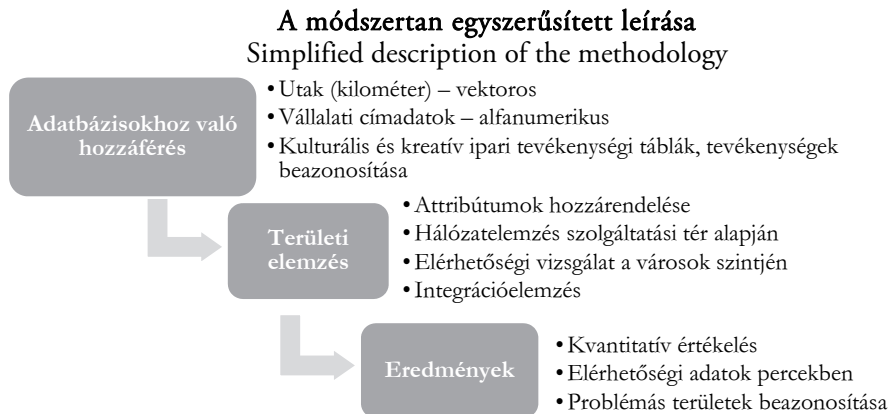 A módszertan egyszerűsített leírása
Simplified description of the methodology
Adatbázisokhoz való
hozzáférés
• Utak (kilométer) – vektoros
• Vállalati címadatok – alfanumerikus
• Kulturális és kreatív ipari tevékenységi táblák, tevékenységek
beazonosítása
Területi
elemzés
• Attribútumok hozzárendelése
• Hálózatelemzés szolgáltatási tér alapján
• Elérhetőségi vizsgálat a városok szintjén
• Integrációelemzés
Eredmények
• Kvantitatív értékelés
• Elérhetőségi adatok percekben
• Problémás területek beazonosítása